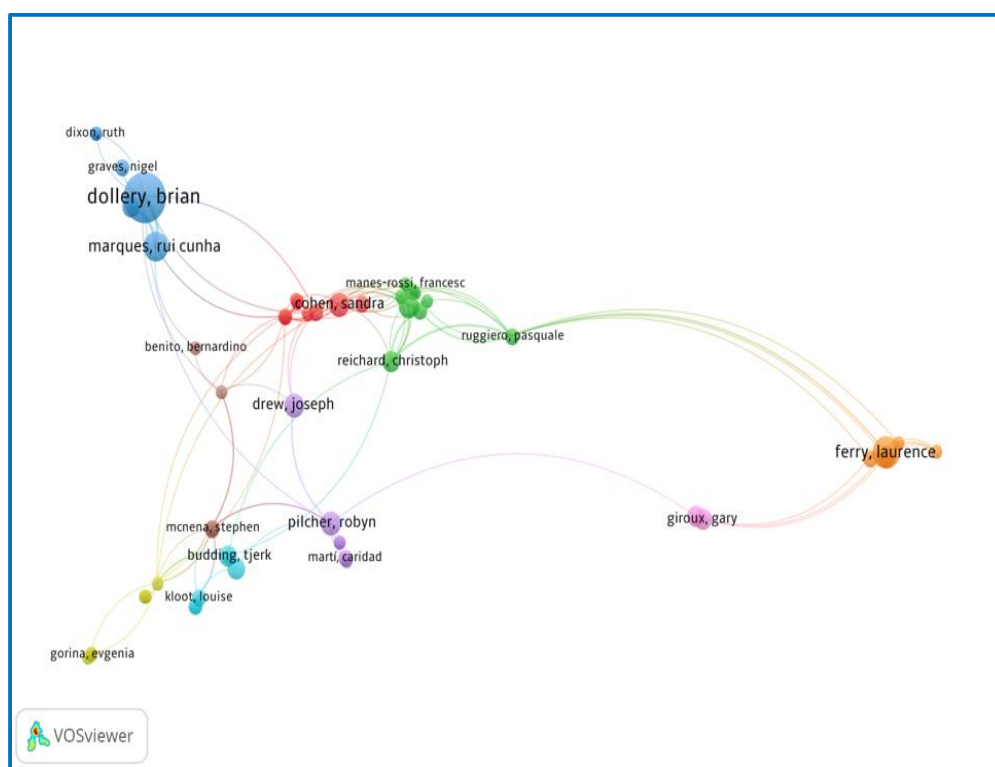 dixon, ruth
graves, nigel
dollery, brian
marques, rui cunha
manes-rossi, francesc
cohen, sandra
ruggiero, pasquale
benito, bernardino
reichard, christoph
drew, joseph
ferry, laurence
giroux, gary
pilcher, robyn
mcnena, stephen
budding, tjerk
martí, caridad
kloot, louise
gorina, evgenia
VOSviewer